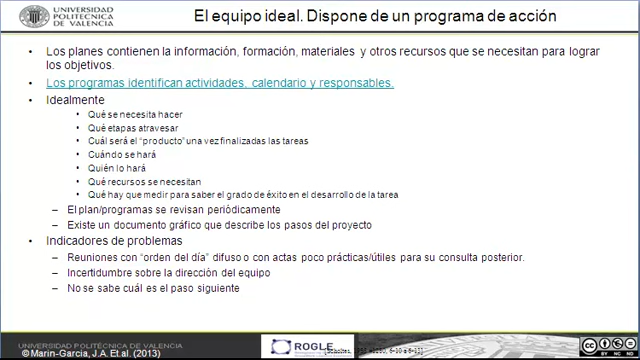 UNIVERSIDAD
POLITECNICA
DE VALENCIA
El equipo ideal. Dispone de un programa de acción
• Los planes contienen la información, formación, materiales y otros recursos que se necesitan para lograr
los objetivos.
• Los programas identifican actividades, calendario y responsables.
• Idealmente
• Qué se necesita hacer
• Qué etapas atravesar
• Cuál será el “producto” una vez finalizadas las tareas
• Cuándo se hará
• Quién lo hará
• Qué recursos se necesitan
• Qué hay que medir para saber el grado de éxito en el desarrollo de la tarea
– El plan/programas se revisan periódicamente
– Existe un documento gráfico que describe los pasos del proyecto
• Indicadores de problemas
– Reuniones con “orden del día” difuso o con actas poco prácticas/útiles para su consulta posterior.
– Incertidumbre sobre la dirección del equipo
– No se sabe cuál es el paso siguiente
UNIVERSIDAD POLITECNICA DE VALENCIA
© Marin-Garcia, J.A. Et.al. (2013)
ROGLE
CC
BY NC ND